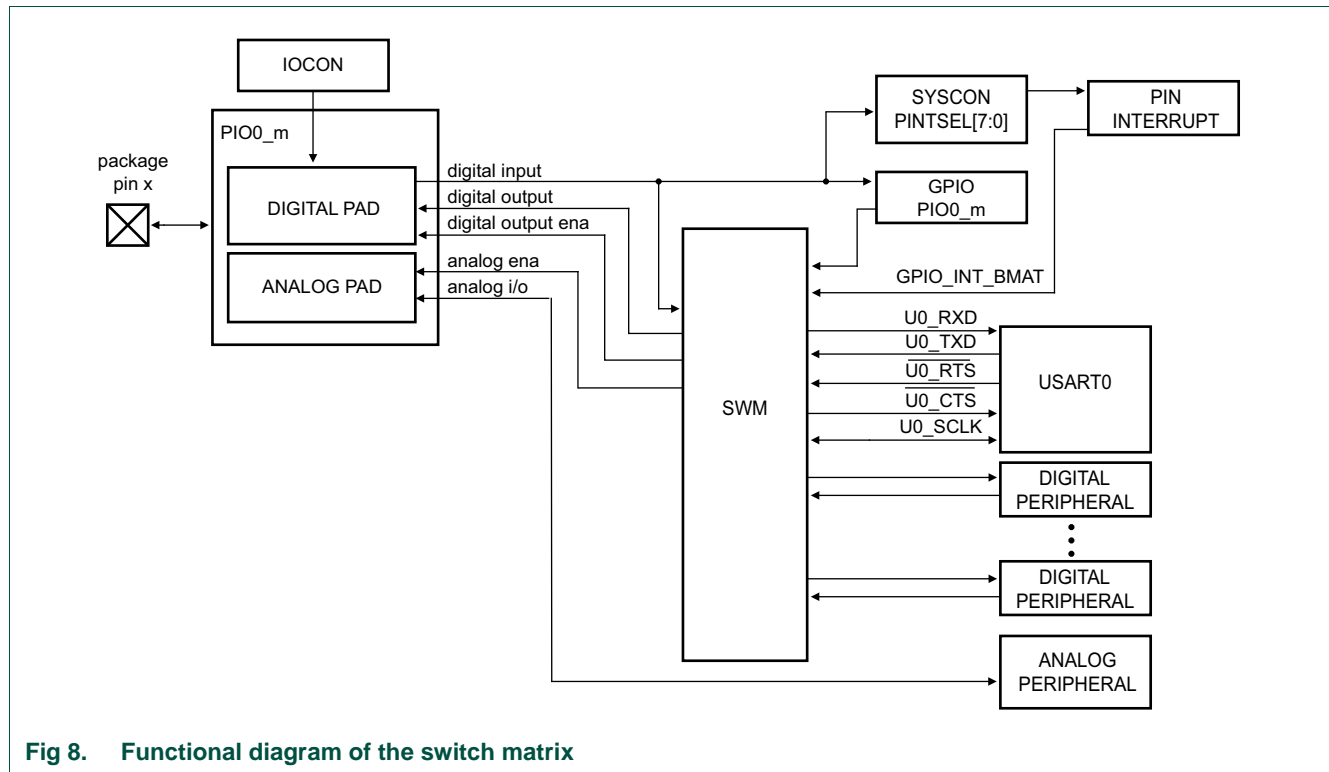 IOCON
PIO0_m
package
pin x
DIGITAL PAD
ANALOG PAD
digital input
digital output
digital output ena
analog ena
analog i/o
SYSCON
PINTSEL[7:0]
PIN
INTERRUPT
GPIO
PIO0_m
GPIO_INT_BMAT
SWM
U0_RXD
U0_TXD
U0_RTS
U0_CTS
U0_SCLK
USART0
DIGITAL
PERIPHERAL
DIGITAL
PERIPHERAL
ANALOG
PERIPHERAL
Fig 8. Functional diagram of the switch matrix